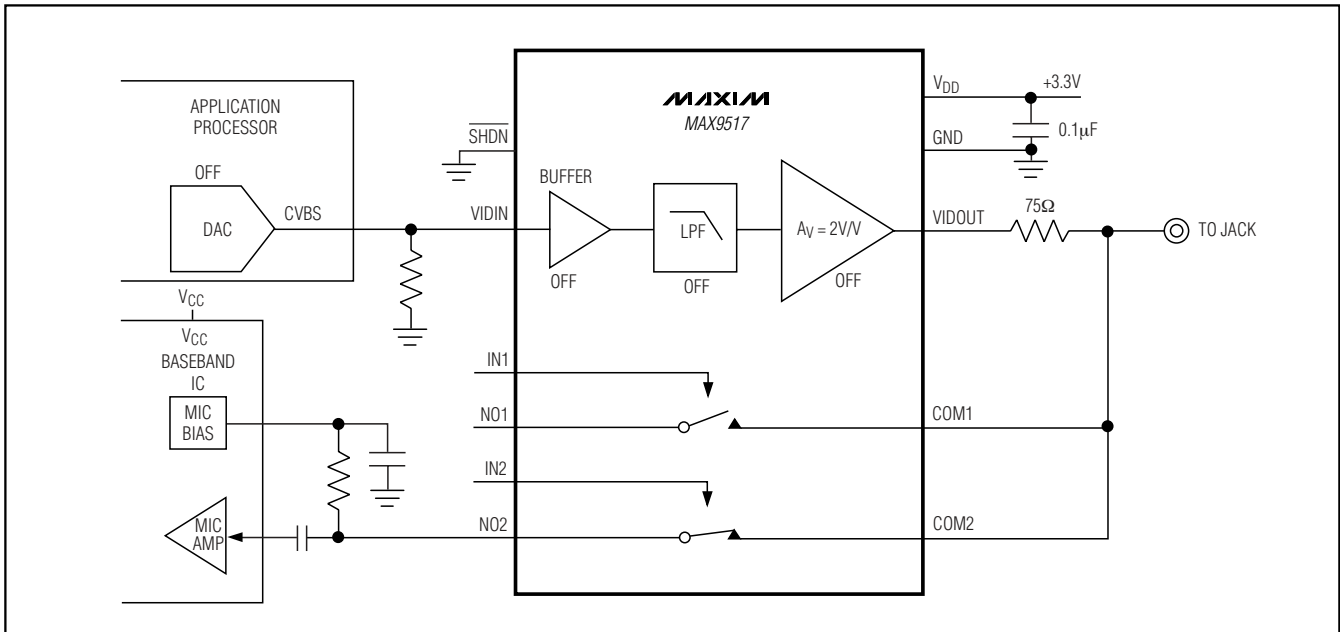 APPLICATION
PROCESSOR
OFF
DAC
CVBS
VCC
VCC
BASEBAND
IC
MIC
BIAS
MIC
AMP
MAXIM
MAX9517
SHDN
BUFFER
VIDIN
OFF
LPF
OFF
AV = 2V/V
OFF
IN1
NO1
IN2
NO2
VDD
+3.3V
0.1μF
GND
75Ω
VIDOUT
TO JACK
COM1
COM2